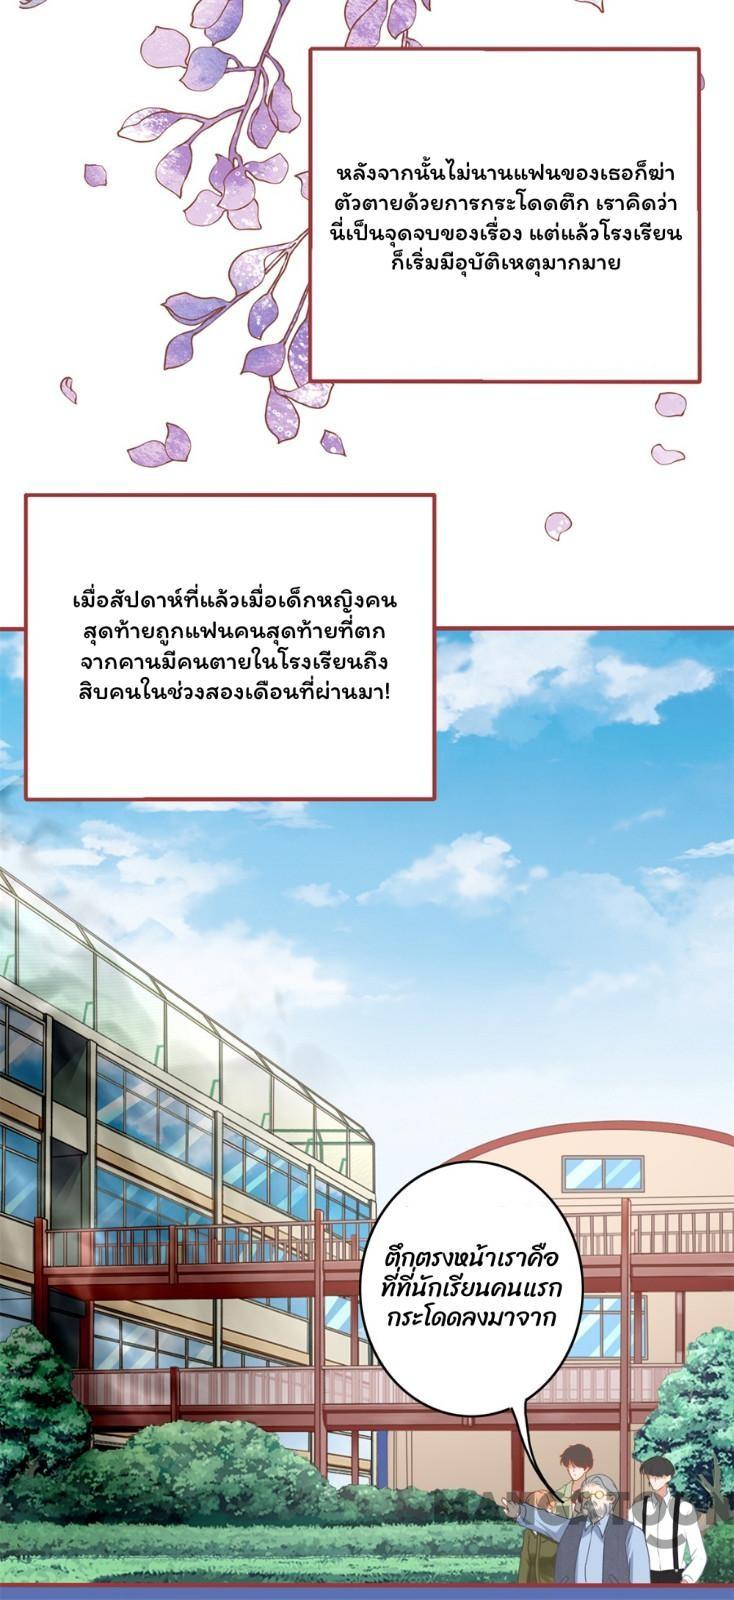 หลังจากนั้นไม่นานแฟนของเธอก็ฆ่า
ตัวตายด้วยการกระโดดตึก เราคิดว่า
นี่เป็นจุดจบของเรื่อง แต่แล้วโรงเรียน
ก็เริ่มมีอุบัติเหตุมากมาย
เมื่อสัปดาห์ที่แล้วเมื่อเด็กหญิงคน
สุดท้ายถูกแฟนคนสุดท้ายที่ตก
จากคานมีคนตายในโรงเรียนถึง
สิบคนในช่วงสองเดือนที่ผ่านมา!
ตึกตรงหน้าเราคือ
ที่ที่นักเรียนคนแรก
กระโดดลงมาจาก